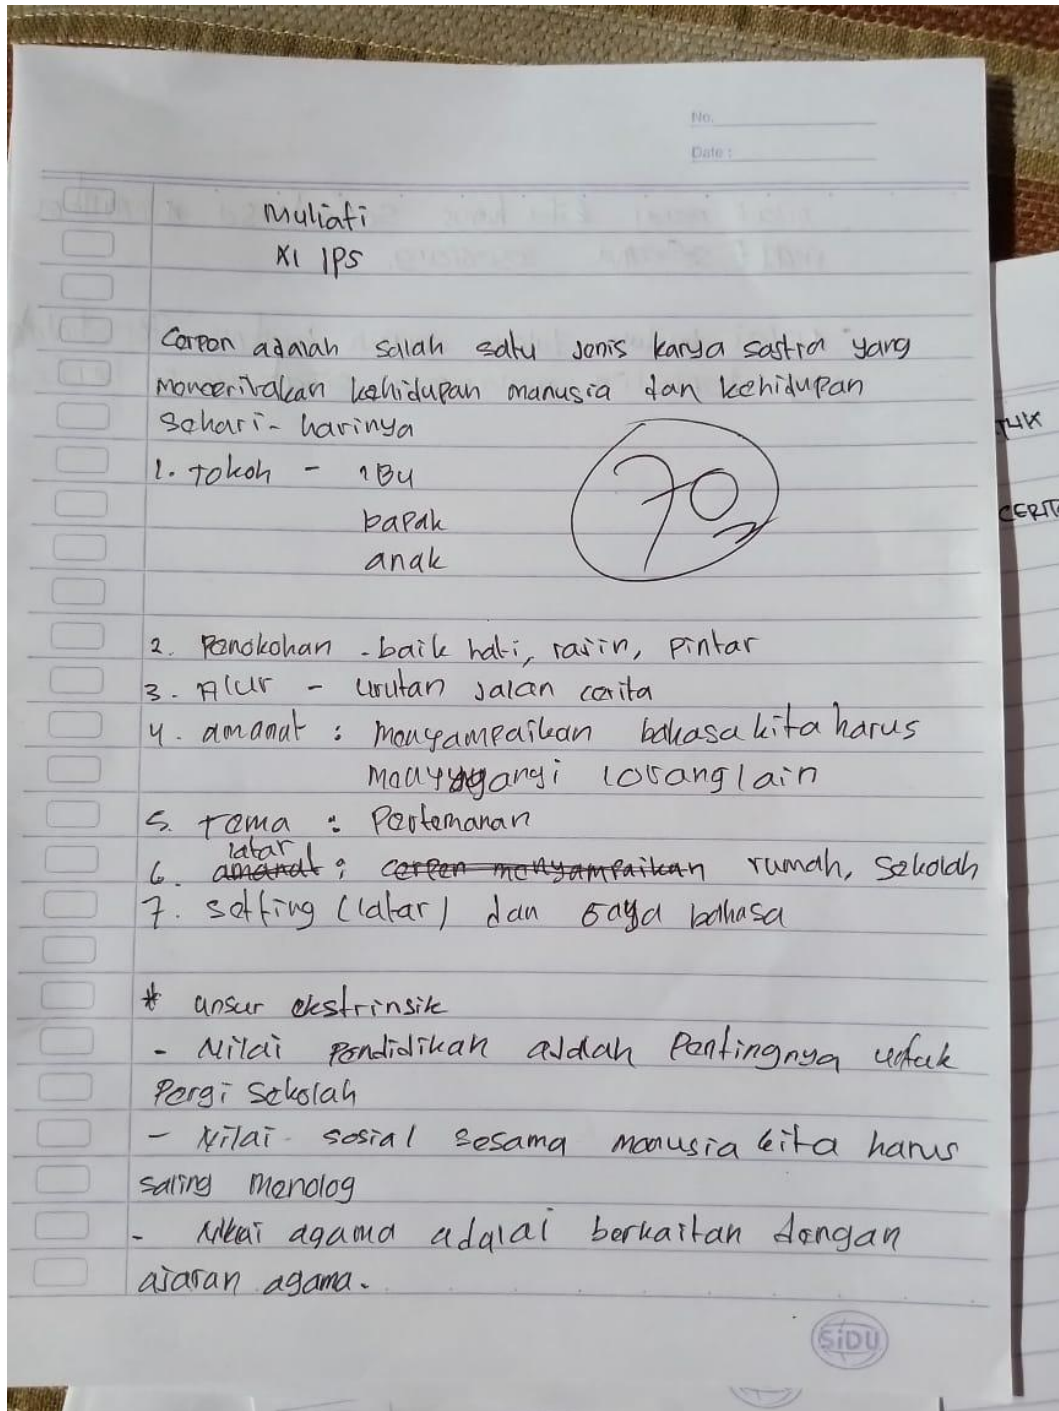 No.
Date :
Muliati
XI IPS
Cerpen adalah salah satu jenis karya sastra yang
menceritakan kehidupan manusia dan kehidupan
sehari-harinya
1. Tokoh - iBu
bapak
anak
2. Penokohan - baik hati, rajin, pintar
3. Alur - urutan jalan cerita
4. amanat : menyampaikan bahasa kita harus
lain
5. Tema : Pertemanan
latar
6. amanat : cerpen menyampaikan rumah, sekolah
7. setting (latar) dan gaya bahasa
70
* unsur ekstrinsik
- Nilai Pendidikan adalah Pentingnya untuk
Pergi Sekolah
- Nilai sosial sesama manusia kita harus
saling menolog
- Nilai agama adalai berkaitan dengan
ajaran agama.
SiDU
CERITA